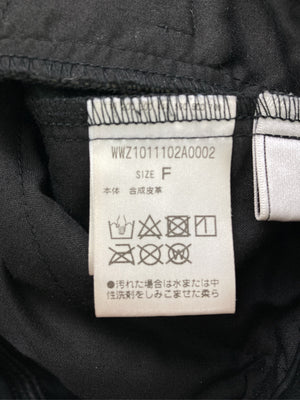 WWZ1011102A0002
SIZE F
本体 合成皮革
●汚れた場合は水または中
性洗剤をしみこませた柔ら